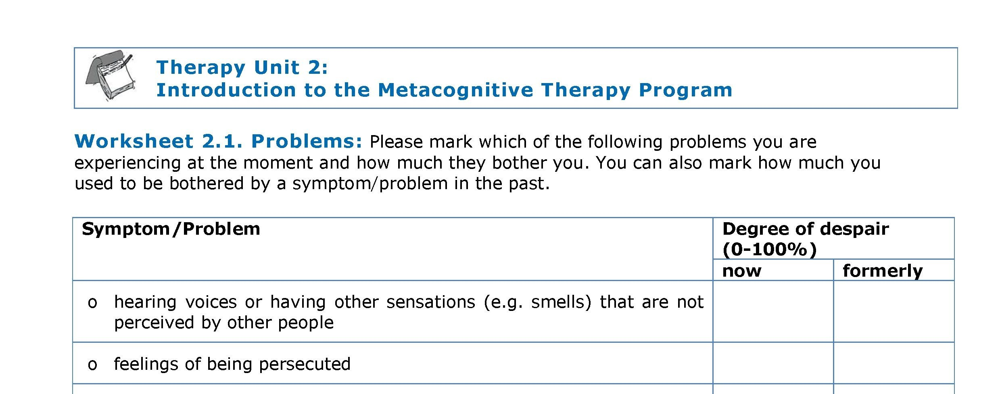 Therapy Unit 2:
Introduction to the Metacognitive Therapy Program
Worksheet 2.1. Problems: Please mark which of the following problems you are
experiencing at the moment and how much they bother you. You can also mark how much you
used to be bothered by a symptom/problem in the past.
Symptom/Problem
Degree of despair
(0-100%)
now formerly
o hearing voices or having other sensations (e.g. smells) that are not
perceived by other people
o feelings of being persecuted